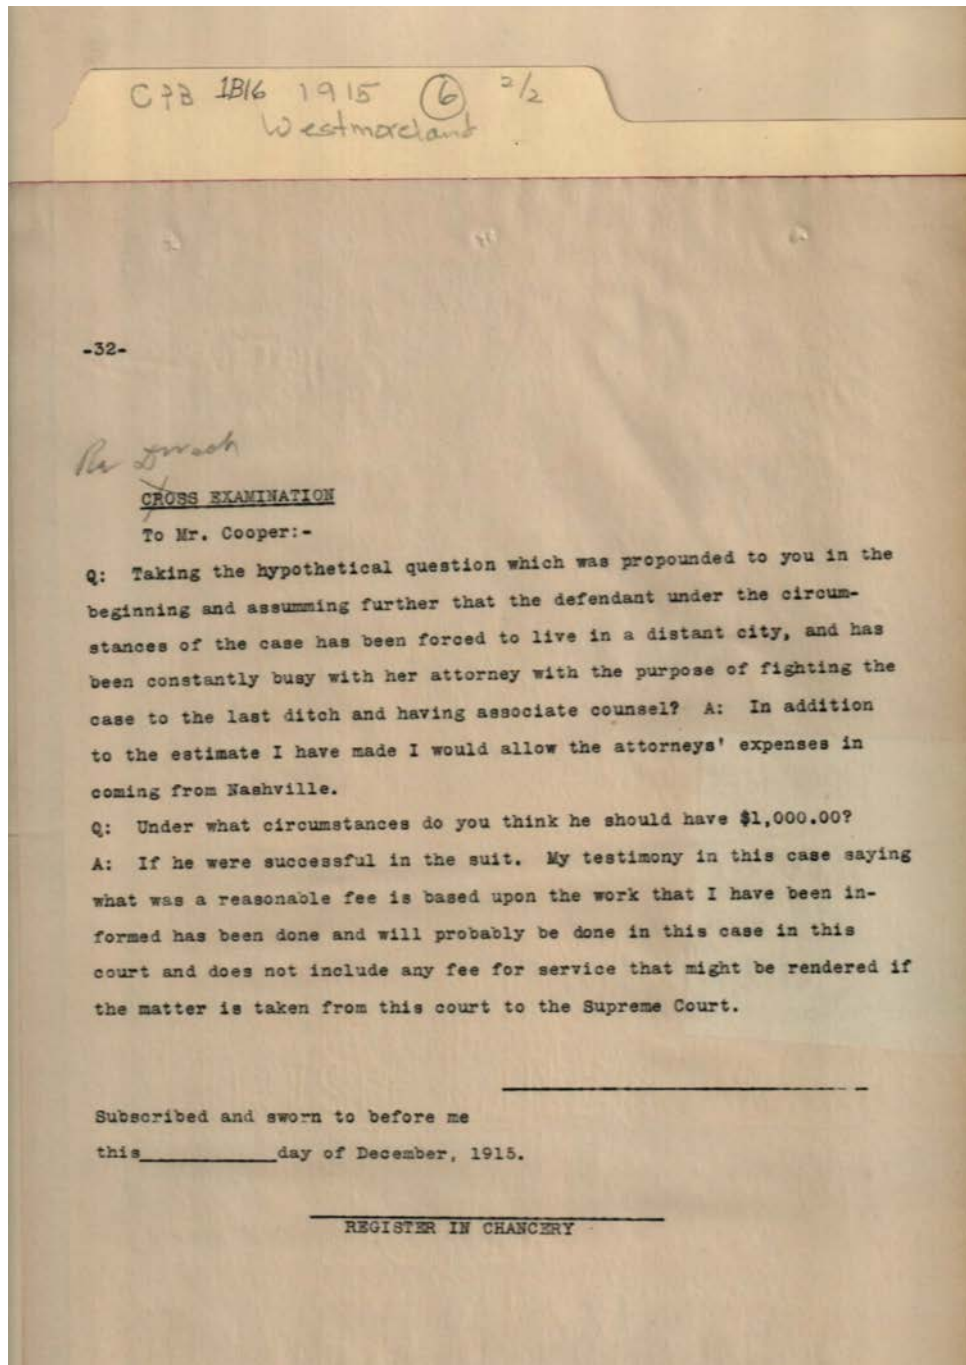 C&B 1B16 1915 6 2/2
Westmoreland
-32-
Re Direct
CROSS EXAMINATION
To Mr. Cooper:-
Q: Taking the hypothetical question which was propounded to you in the
beginning and assumming further that the defendant under the circum-
stances of the case has been forced to live in a distant city, and has
been constantly busy with her attorney with the purpose of fighting the
case to the last ditch and having associate counsel? A: In addition
to the estimate I have made I would allow the attorneys' expenses in
coming from Nashville.
Q: Under what circumstances do you think he should have $1,000.00?
A: If he were successful in the suit. My testimony in this case saying
what was a reasonable fee is based upon the work that I have been in-
formed has been done and will probably be done in this case in this
court and does not include any fee for service that might be rendered if
the matter is taken from this court to the Supreme Court.
Subscribed and sworn to before me
this____________day of December, 1915.
REGISTER IN CHANCERY